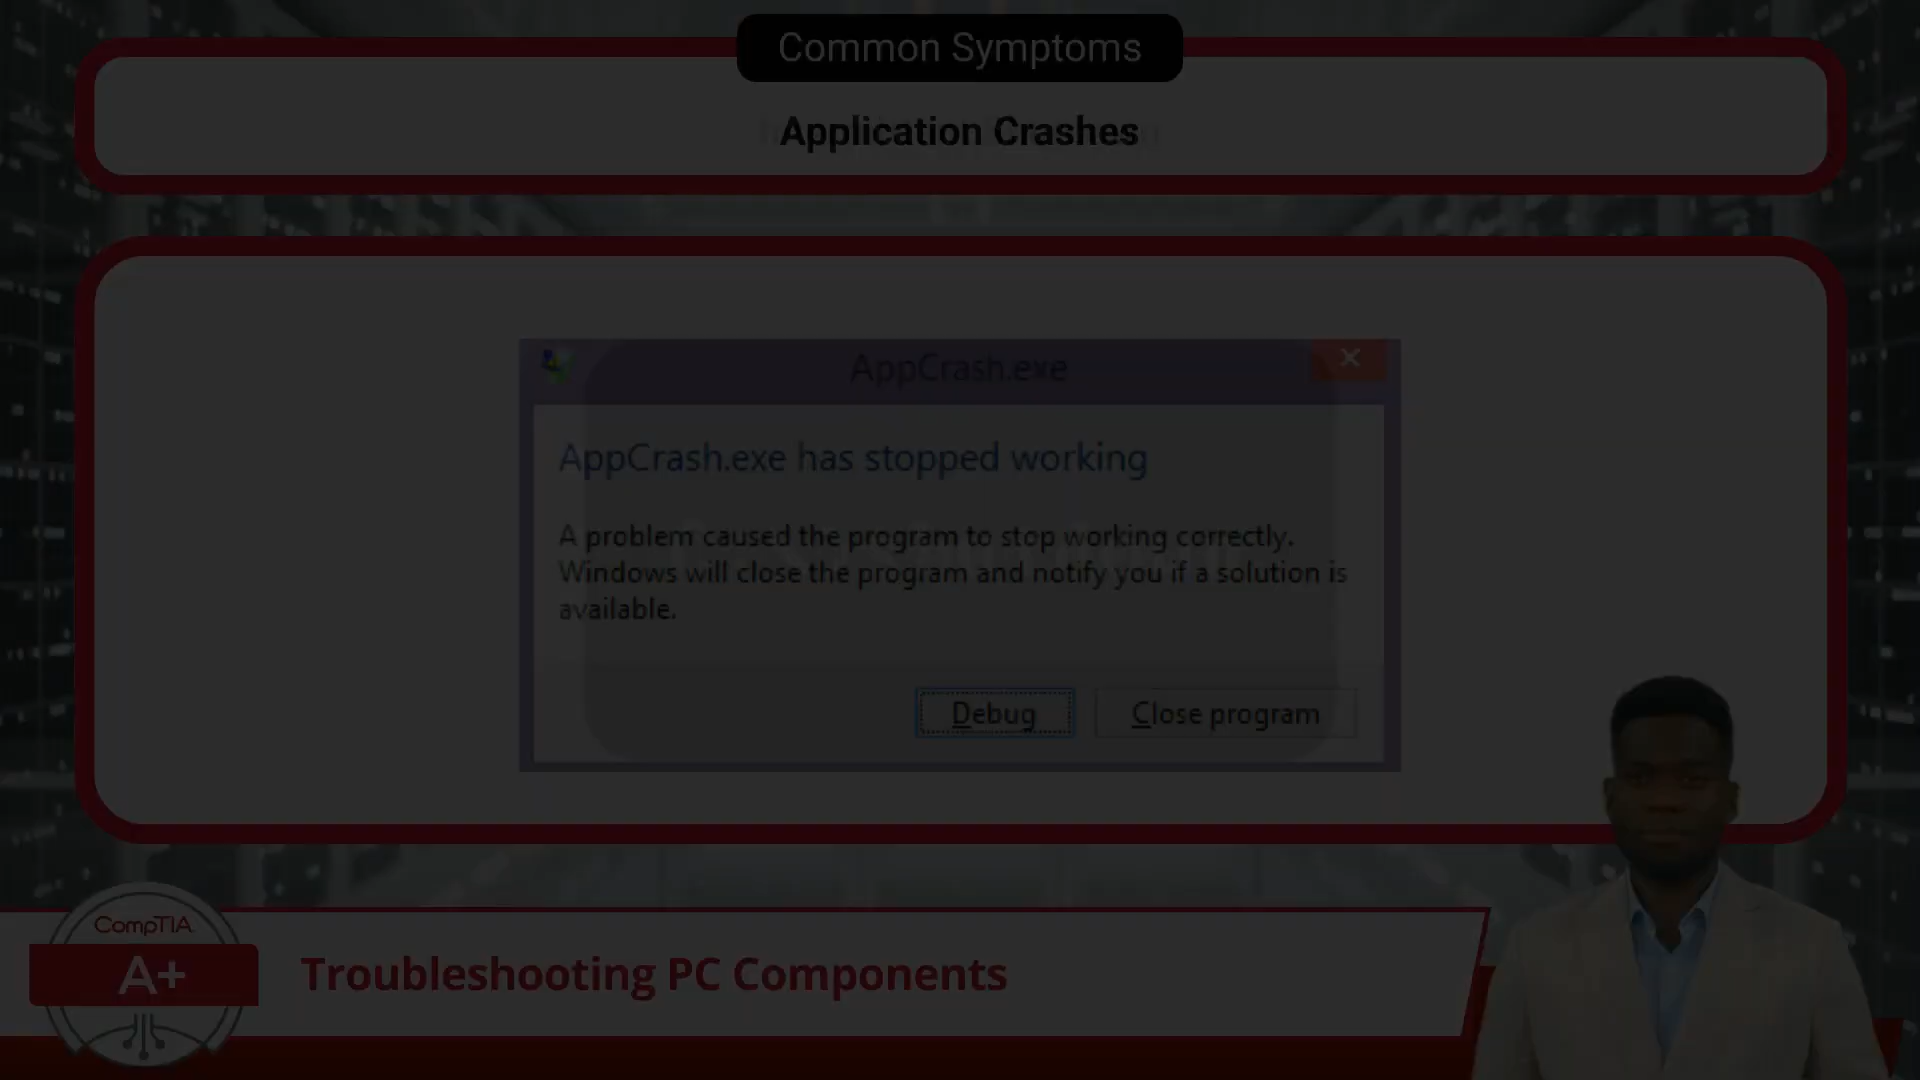 Common Symptoms
Application Crashes
AppCrash.exe
AppCrash.exe has stopped working
A problem caused the program to stop working correctly.
Windows will close the program and notify you if a solution is
available.
Debug
Close program
CompTIA
A+
Troubleshooting PC Components